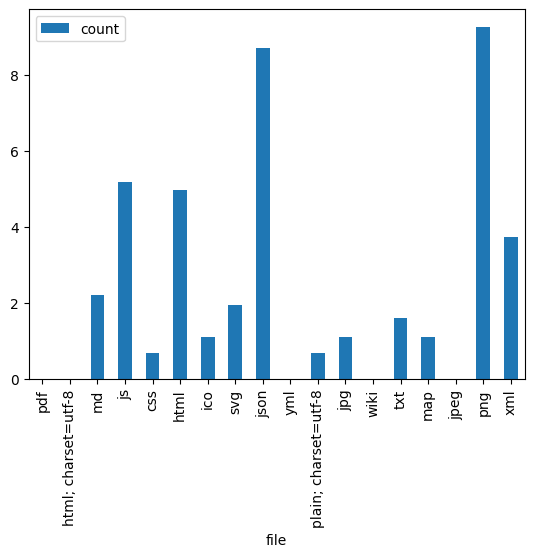 count
8
6
4
2
0
pdf
html; charset=utf-8
md
js
css
html
ico
svg
json
yml
plain; charset=utf-8
jpg
wiki
txt
map
jpeg
png
xml
file